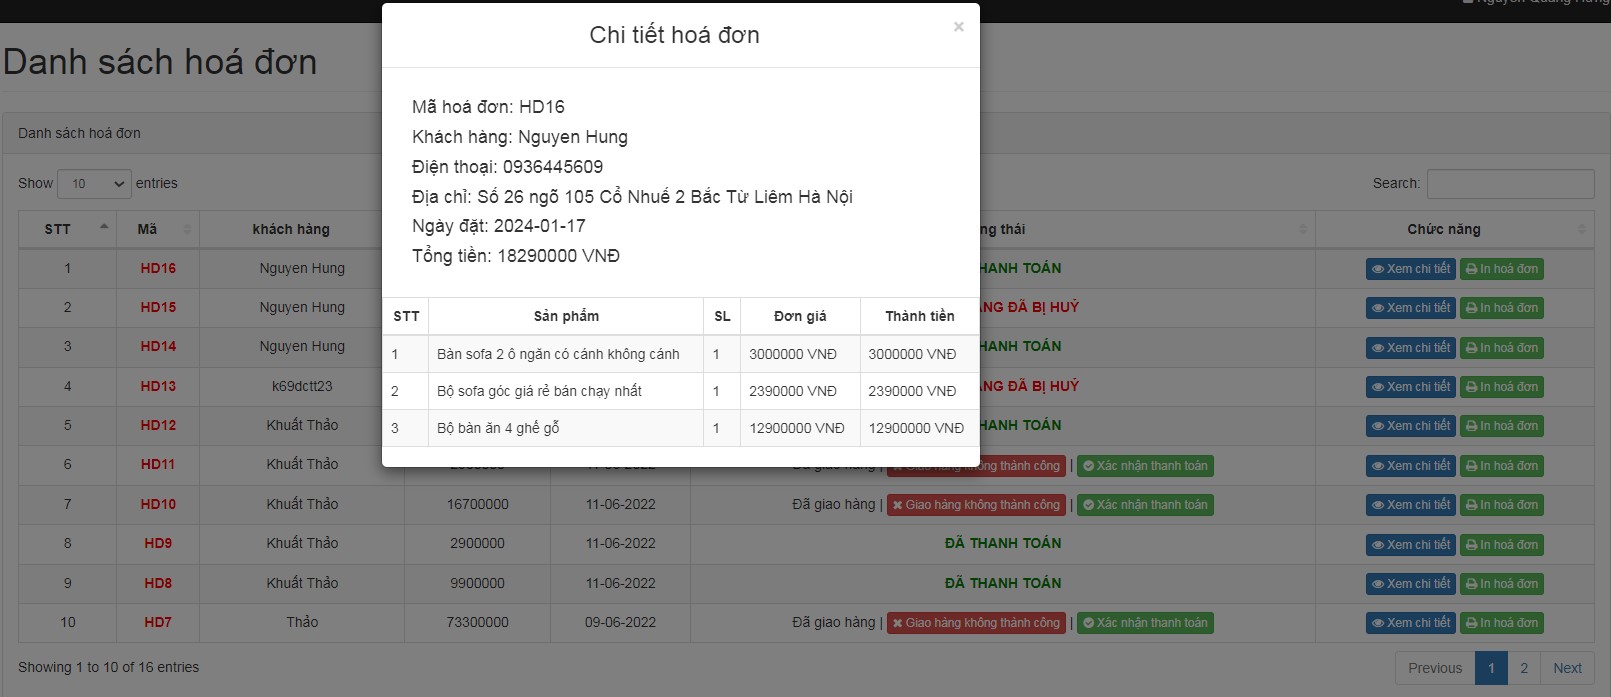 Nguyen Quang Hung
Chi tiết hoá đơn ×
Danh sách hoá đơn
Mã hoá đơn: HD16
Khách hàng: Nguyen Hung
Điện thoại: 0936445609
Địa chỉ: Số 26 ngõ 105 Cổ Nhuế 2 Bắc Từ Liêm Hà Nội
Ngày đặt: 2024-01-17
Tổng tiền: 18290000 VNĐ
STT Sản phẩm SL Đơn giá Thành tiền
1 Bàn sofa 2 ô ngăn có cánh không cánh 1 3000000 VNĐ 3000000 VNĐ
2 Bộ sofa góc giá rẻ bán chạy nhất 1 2390000 VNĐ 2390000 VNĐ
3 Bộ bàn ăn 4 ghế gỗ 1 12900000 VNĐ 12900000 VNĐ
Danh sách hoá đơn
Show 10 entries Search:
STT Mã khách hàng thái Chức năng
1 HD16 Nguyen Hung THANH TOÁN Xem chi tiết In hoá đơn
2 HD15 Nguyen Hung ĐÃ BỊ HUỶ Xem chi tiết In hoá đơn
3 HD14 Nguyen Hung THANH TOÁN Xem chi tiết In hoá đơn
4 HD13 k69dctt23 ĐÃ BỊ HUỶ Xem chi tiết In hoá đơn
5 HD12 Khuất Thảo THANH TOÁN Xem chi tiết In hoá đơn
6 HD11 Khuất Thảo Đã giao hàng | Giao hàng không thành công | Xác nhận thanh toán Xem chi tiết In hoá đơn
7 HD10 Khuất Thảo 16700000 11-06-2022 Đã giao hàng | Giao hàng không thành công | Xác nhận thanh toán Xem chi tiết In hoá đơn
8 HD9 Khuất Thảo 2900000 11-06-2022 ĐÃ THANH TOÁN Xem chi tiết In hoá đơn
9 HD8 Khuất Thảo 9900000 11-06-2022 ĐÃ THANH TOÁN Xem chi tiết In hoá đơn
10 HD7 Thảo 73300000 09-06-2022 Đã giao hàng | Giao hàng không thành công | Xác nhận thanh toán Xem chi tiết In hoá đơn
Showing 1 to 10 of 16 entries Previous 1 2 Next